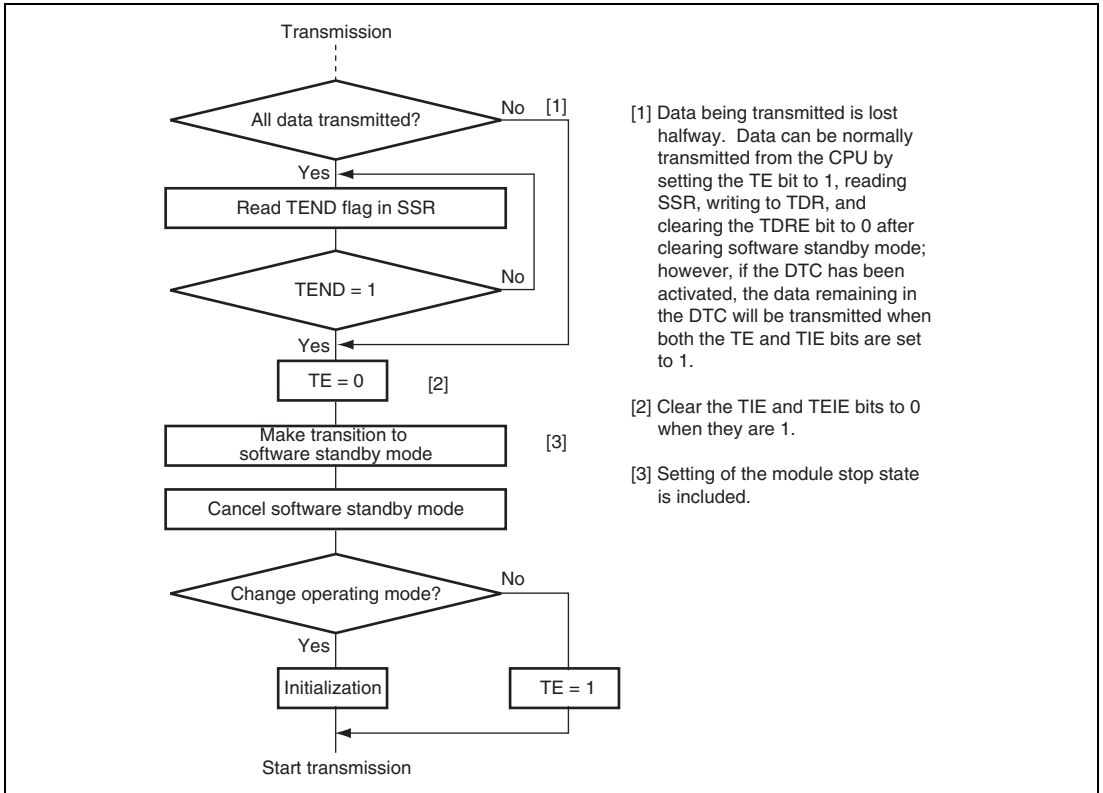 Transmission
All data transmitted?
No
[1]
Yes
Read TEND flag in SSR
TEND = 1
No
Yes
TE = 0
[2]
Make transition to
software standby mode
[3]
Cancel software standby mode
Change operating mode?
No
Yes
Initialization
TE = 1
Start transmission
[1] Data being transmitted is lost
halfway. Data can be normally
transmitted from the CPU by
setting the TE bit to 1, reading
SSR, writing to TDR, and
clearing the TDRE bit to 0 after
clearing software standby mode;
however, if the DTC has been
activated, the data remaining in
the DTC will be transmitted when
both the TE and TIE bits are set
to 1.
[2] Clear the TIE and TEIE bits to 0
when they are 1.
[3] Setting of the module stop state
is included.